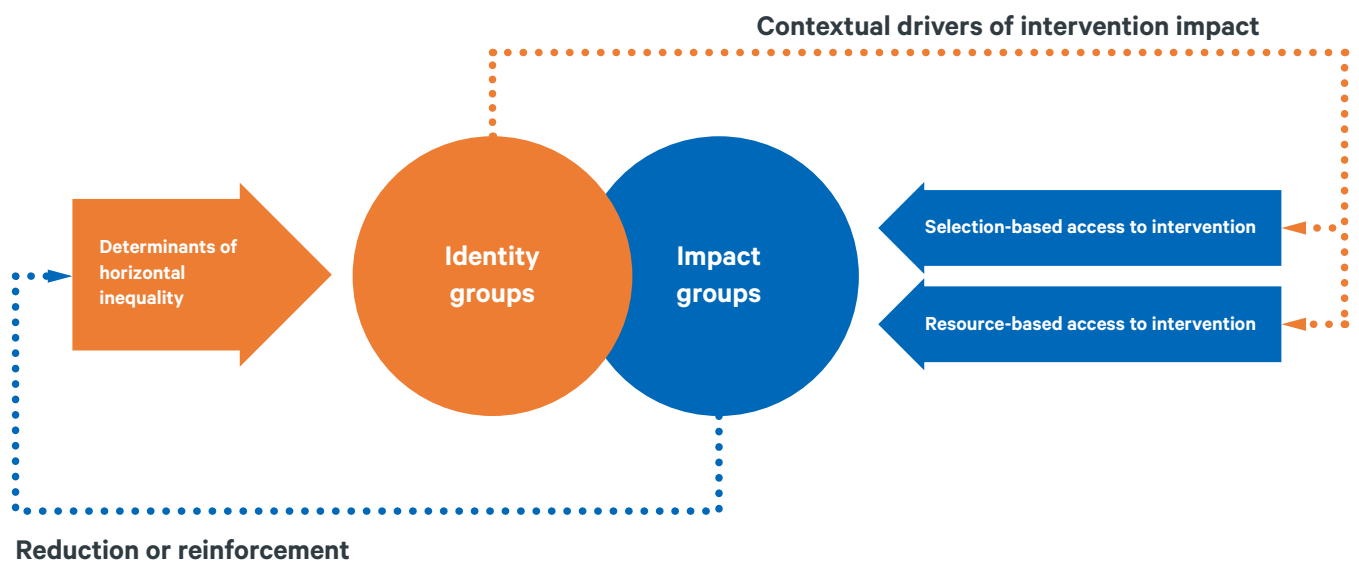 Contextual drivers of intervention impact
Determinants of
horizontal
inequality
Identity
groups
Impact
groups
Selection-based access to intervention
Resource-based access to intervention
Reduction or reinforcement